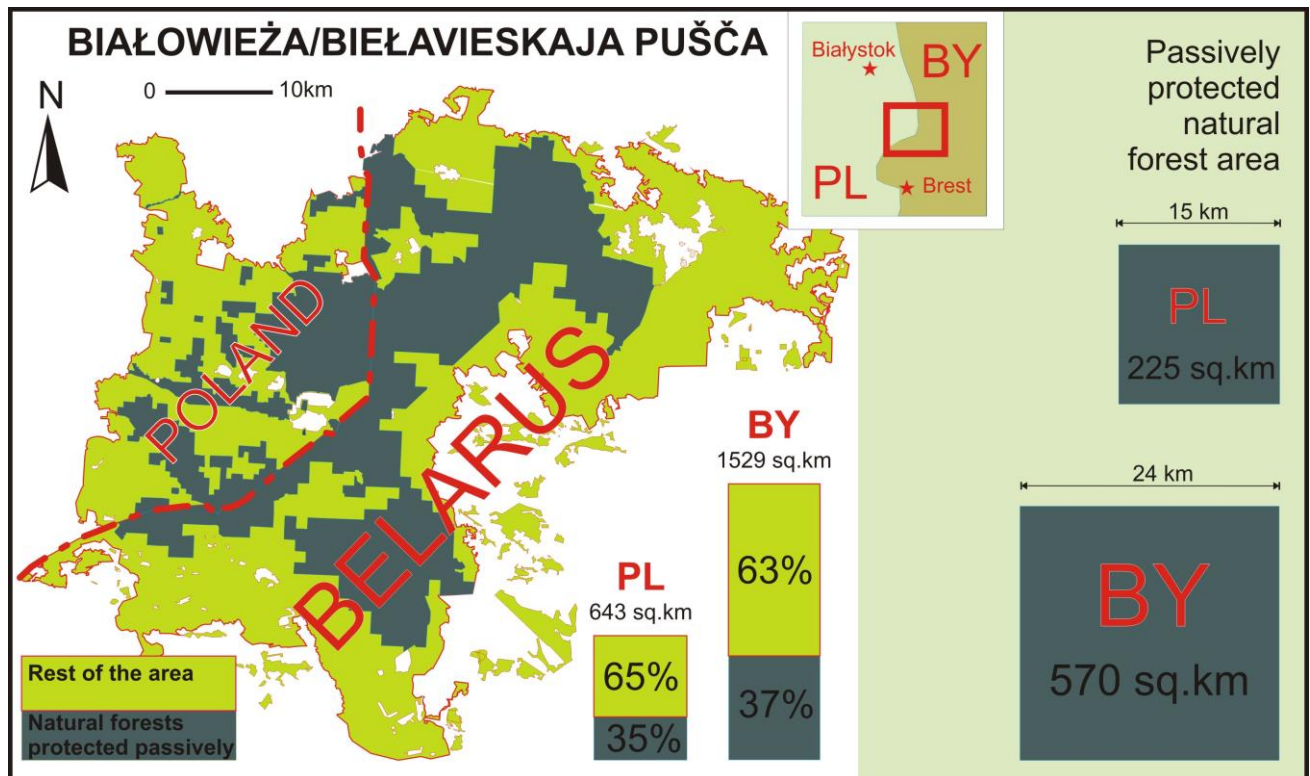 BIAŁOWIEŻA/BIEŁAVIESKAJA PUŠČA
N
0
10km
Białystok
BY
PL
Brest
POLAND
BELARUS
Rest of the area
Natural forests
protected passively
PL
643 sq.km
65%
35%
BY
1529 sq.km
63%
37%
Passively
protected
natural
forest area
15 km
PL
225 sq.km
24 km
BY
570 sq.km